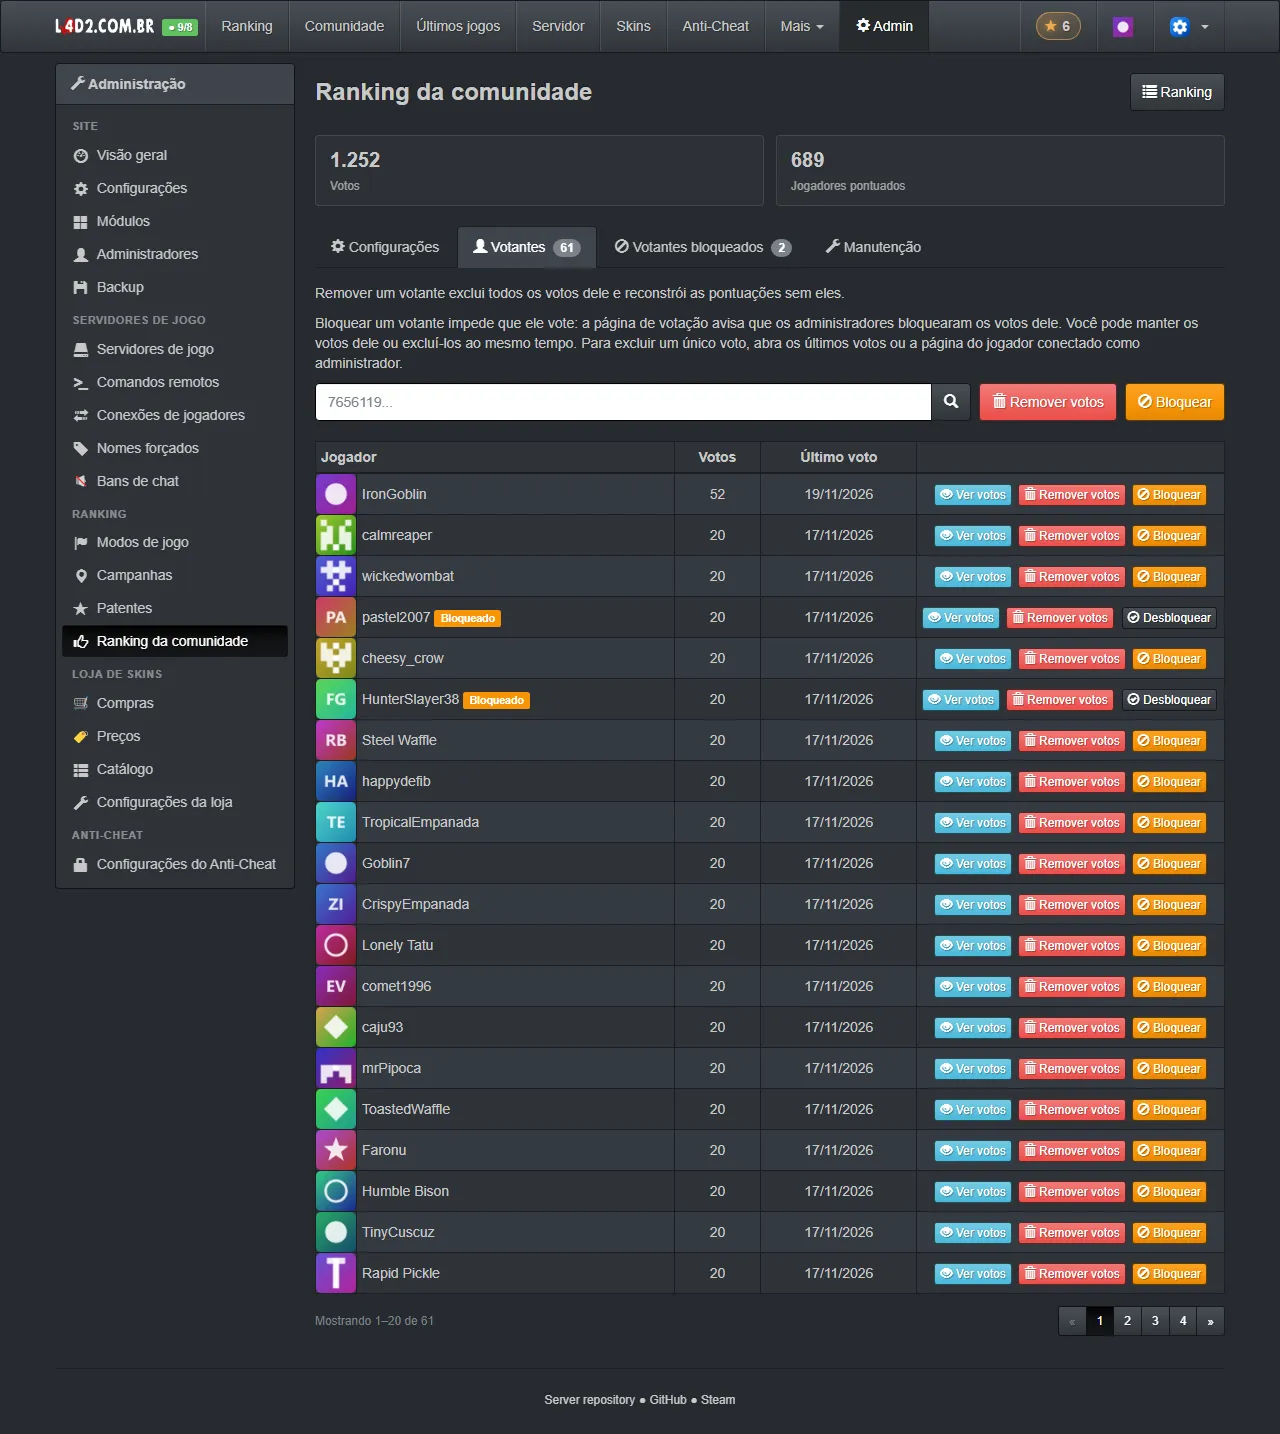 L4D2.COM.BR ● 9/8 Ranking Comunidade Últimos jogos Servidor Skins Anti-Cheat Mais Admin ★ 6
Administração
SITE
Visão geral
Configurações
Módulos
Administradores
Backup
SERVIDORES DE JOGO
Servidores de jogo
Comandos remotos
Conexões de jogadores
Nomes forçados
Bans de chat
RANKING
Modos de jogo
Campanhas
Patentes
Ranking da comunidade
LOJA DE SKINS
Compras
Preços
Catálogo
Configurações da loja
ANTI-CHEAT
Configurações do Anti-Cheat
Ranking da comunidade
Ranking
1.252
Votos
689
Jogadores pontuados
Configurações Votantes 61 Votantes bloqueados 2 Manutenção
Remover um votante exclui todos os votos dele e reconstrói as pontuações sem eles.
Bloquear um votante impede que ele vote: a página de votação avisa que os administradores bloquearam os votos dele. Você pode manter os
votos dele ou excluí-los ao mesmo tempo. Para excluir um único voto, abra os últimos votos ou a página do jogador conectado como
administrador.
7656119... Remover votos Bloquear
Jogador Votos Último voto
IronGoblin 52 19/11/2026 Ver votos Remover votos Bloquear
calmreaper 20 17/11/2026 Ver votos Remover votos Bloquear
wickedwombat 20 17/11/2026 Ver votos Remover votos Bloquear
PA pastel2007 Bloqueado 20 17/11/2026 Ver votos Remover votos Desbloquear
cheesy_crow 20 17/11/2026 Ver votos Remover votos Bloquear
FG HunterSlayer38 Bloqueado 20 17/11/2026 Ver votos Remover votos Desbloquear
RB Steel Waffle 20 17/11/2026 Ver votos Remover votos Bloquear
HA happydefib 20 17/11/2026 Ver votos Remover votos Bloquear
TE TropicalEmpanada 20 17/11/2026 Ver votos Remover votos Bloquear
Goblin7 20 17/11/2026 Ver votos Remover votos Bloquear
ZI CrispyEmpanada 20 17/11/2026 Ver votos Remover votos Bloquear
Lonely Tatu 20 17/11/2026 Ver votos Remover votos Bloquear
EV comet1996 20 17/11/2026 Ver votos Remover votos Bloquear
caju93 20 17/11/2026 Ver votos Remover votos Bloquear
mrPipoca 20 17/11/2026 Ver votos Remover votos Bloquear
ToastedWaffle 20 17/11/2026 Ver votos Remover votos Bloquear
Faronu 20 17/11/2026 Ver votos Remover votos Bloquear
Humble Bison 20 17/11/2026 Ver votos Remover votos Bloquear
TinyCuscuz 20 17/11/2026 Ver votos Remover votos Bloquear
T Rapid Pickle 20 17/11/2026 Ver votos Remover votos Bloquear
Mostrando 1–20 de 61 « 1 2 3 4 »
Server repository ● GitHub ● Steam